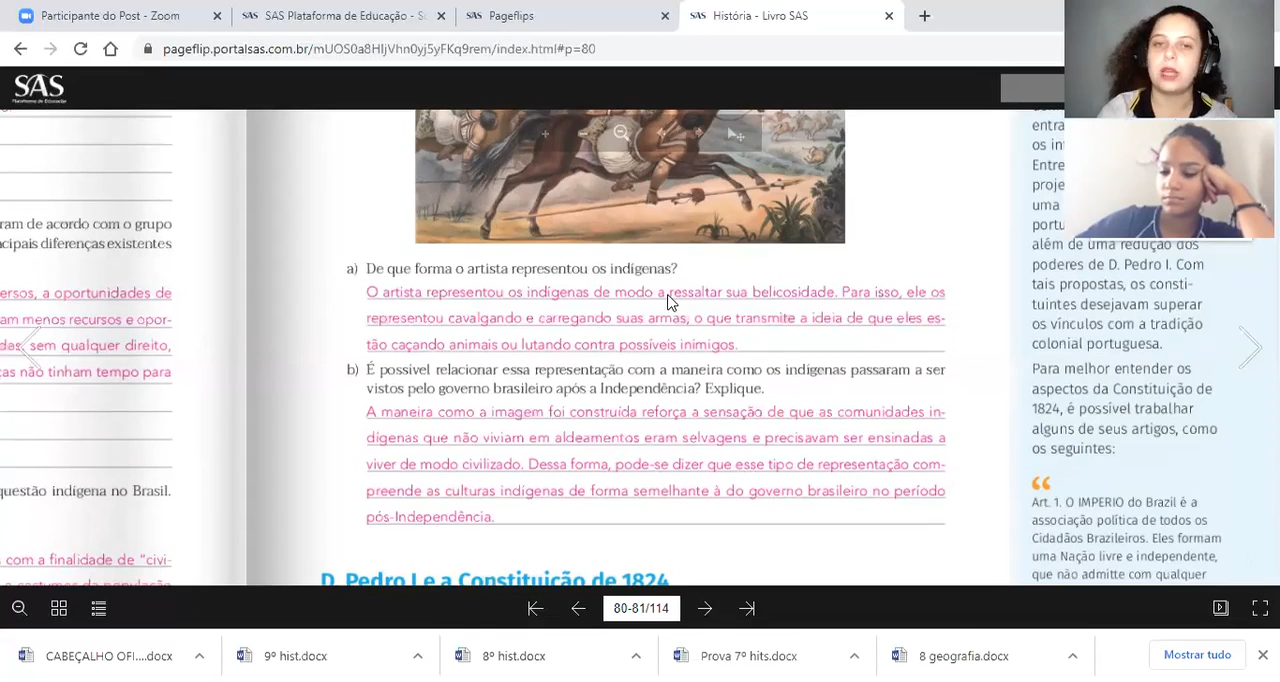 Participante do Post - Zoom
SAS Plataforma de Educação - S
SAS Pageflips
SAS História - Livro SAS
pageflip.portalsas.com.br/mUOS0a8HIjVhn0yj5yFKq9rem/index.html#p=80
SAS
Plataforma de Educação
ram de acordo com o grupo
ncipais diferenças existentes
ersos, a oportunidades de
am menos recursos e opor-
das, sem qualquer direito,
ças não tinham tempo para
questão indígena no Brasil.
s com a finalidade de “civi-
a) De que forma o artista representou os indígenas?
O artista representou os indígenas de modo a ressaltar sua belicosidade. Para isso, ele os
representou cavalgando e carregando suas armas, o que transmite a ideia de que eles es-
tão caçando animais ou lutando contra possíveis inimigos.
b) É possível relacionar essa representação com a maneira como os indígenas passaram a ser
vistos pelo governo brasileiro após a Independência? Explique.
A maneira como a imagem foi construída reforça a sensação de que as comunidades in-
dígenas que não viviam em aldeamentos eram selvagens e precisavam ser ensinadas a
viver de modo civilizado. Dessa forma, pode-se dizer que esse tipo de representação com-
preende as culturas indígenas de forma semelhante à do governo brasileiro no período
pós-Independência.
D. Pedro I e a Constituição de 1824
entra
os in
Entre
proje
uma
portu
além de uma redução dos
poderes de D. Pedro I. Com
tais propostas, os consti-
tuintes desejavam superar
os vínculos com a tradição
colonial portuguesa.
Para melhor entender os
aspectos da Constituição de
1824, é possível trabalhar
alguns de seus artigos, como
os seguintes:
“
Art. 1. O IMPERIO do Brazil é a
associação política de todos os
Cidadãos Brazileiros. Eles formam
uma Nação livre e independente,
que não admitte com qualquer
80-81/114
CABEÇALHO OFI....docx
9º hist.docx
8º hist.docx
Prova 7º hits.docx
8 geografia.docx
Mostrar tudo